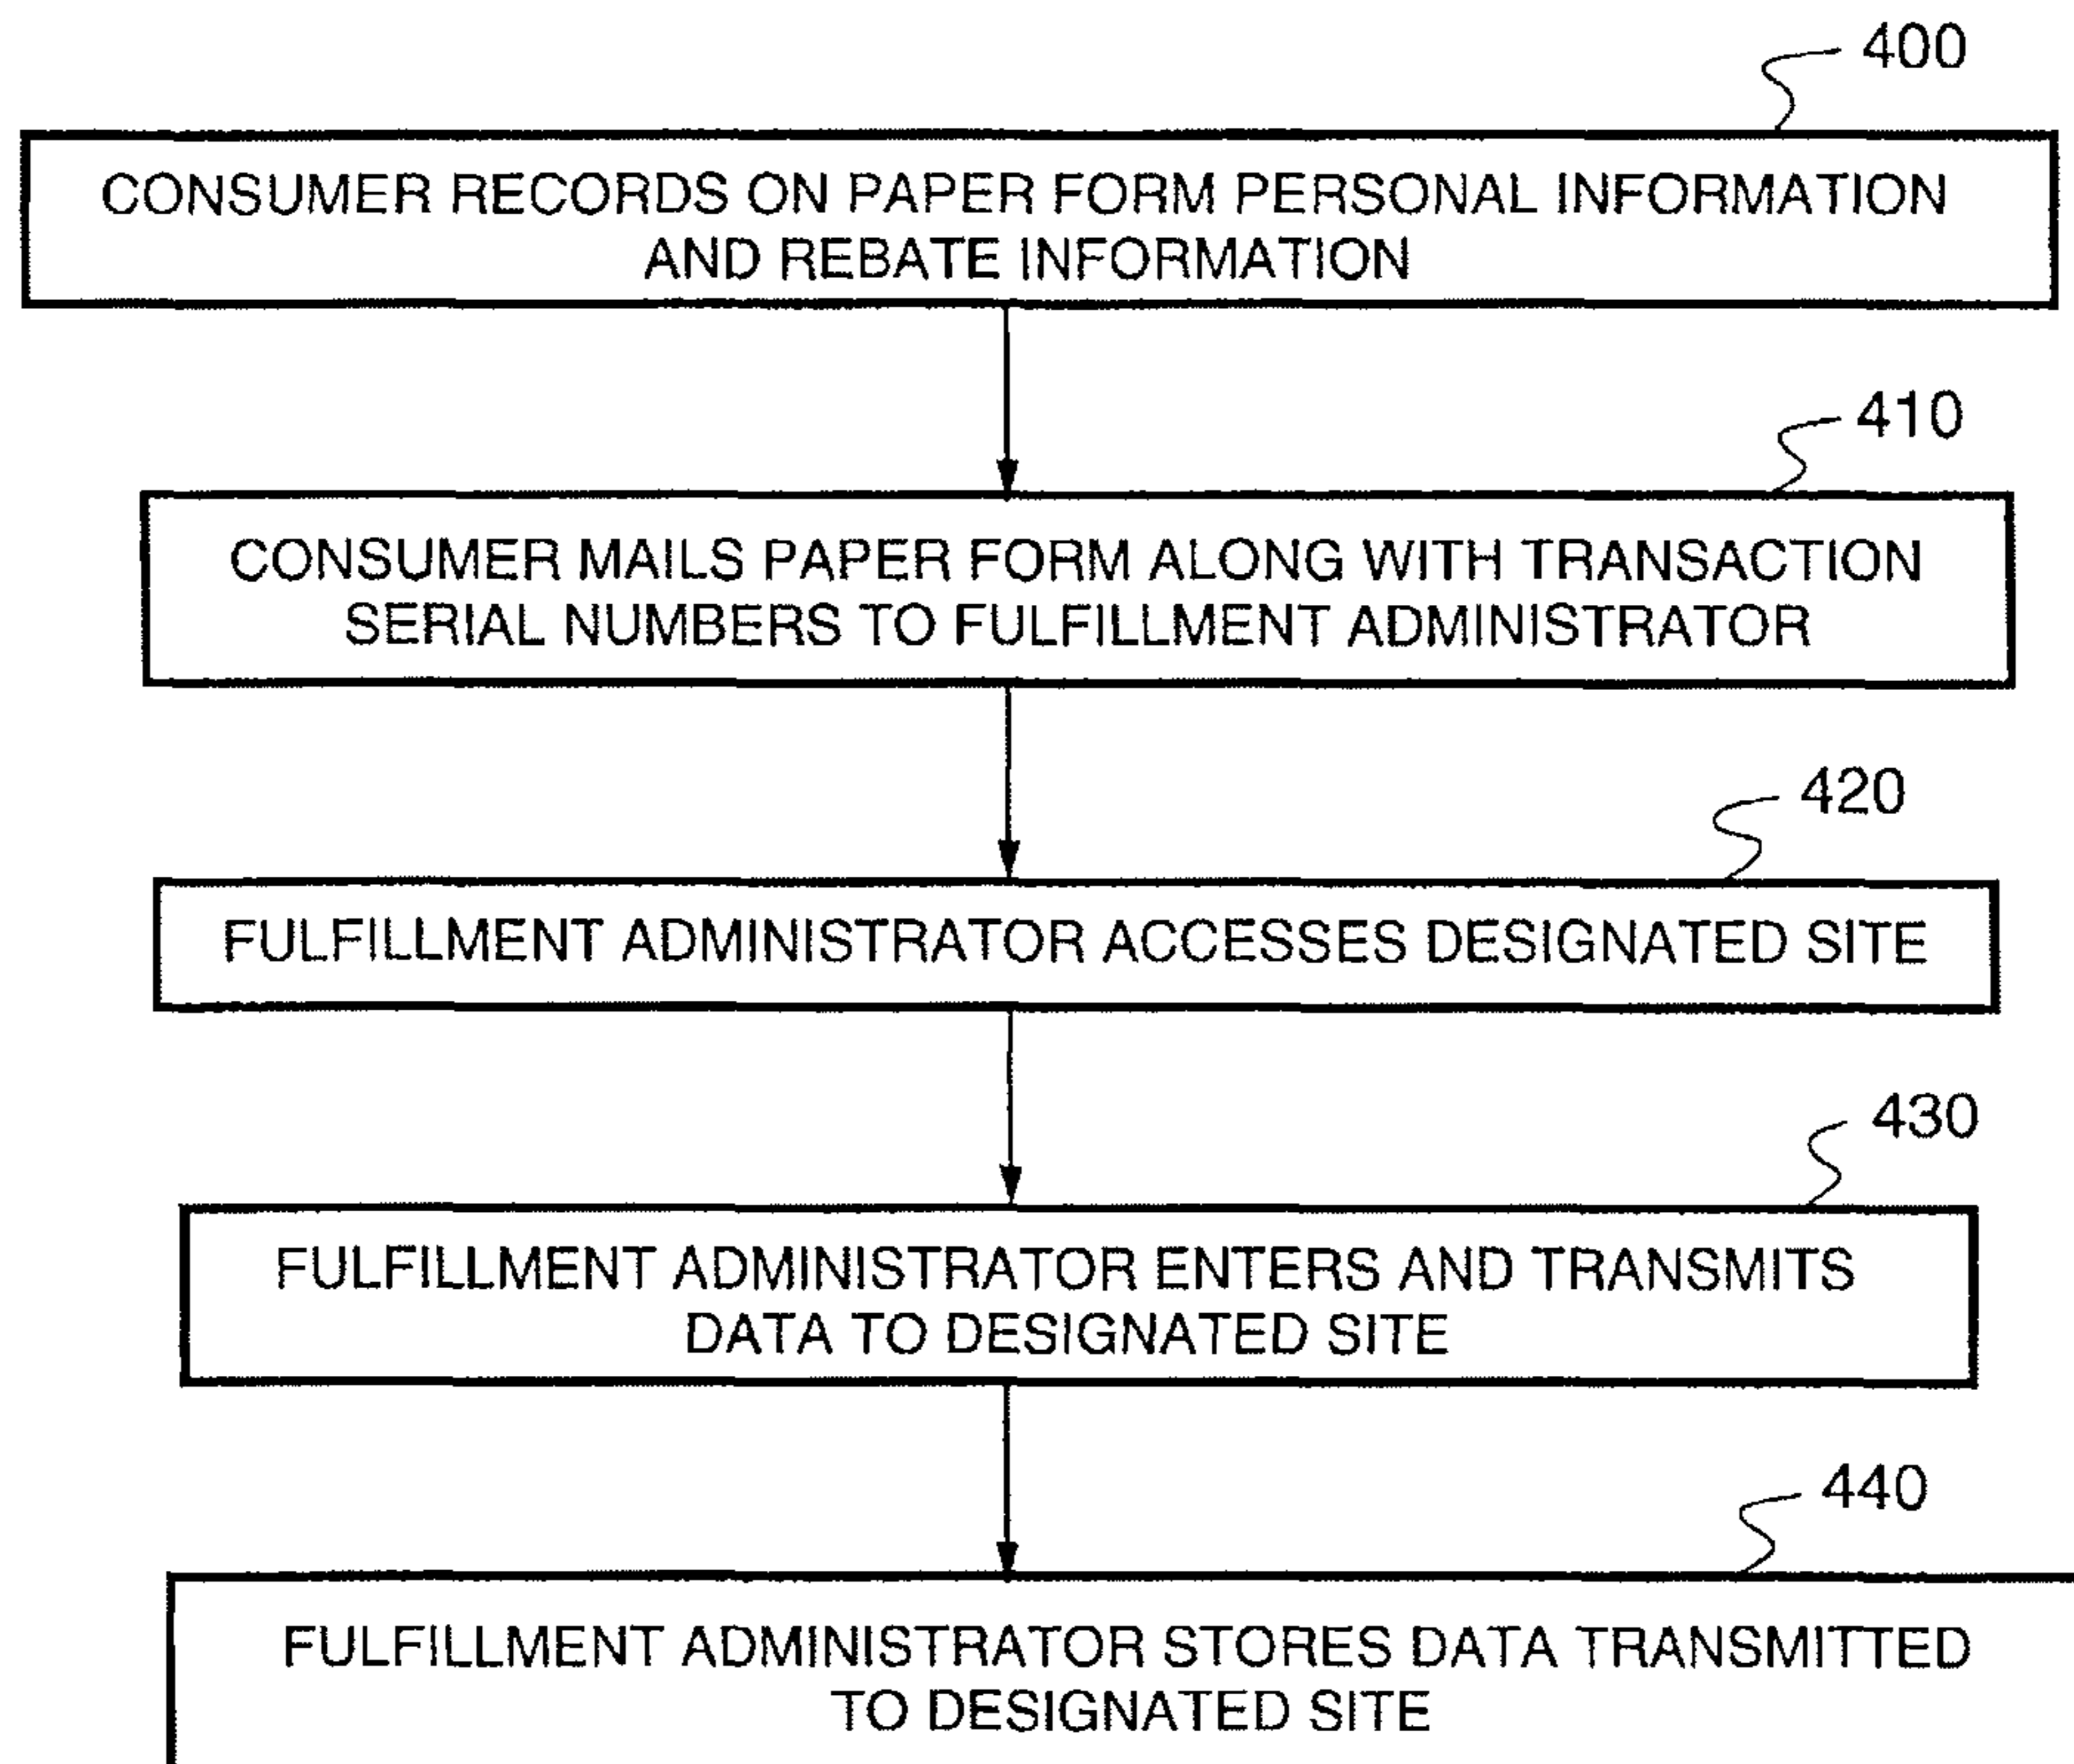 400
CONSUMER RECORDS ON PAPER FORM PERSONAL INFORMATION
AND REBATE INFORMATION
410
CONSUMER MAILS PAPER FORM ALONG WITH TRANSACTION
SERIAL NUMBERS TO FULFILLMENT ADMINISTRATOR
420
FULFILLMENT ADMINISTRATOR ACCESSES DESIGNATED SITE
430
FULFILLMENT ADMINISTRATOR ENTERS AND TRANSMITS
DATA TO DESIGNATED SITE
440
FULFILLMENT ADMINISTRATOR STORES DATA TRANSMITTED
TO DESIGNATED SITE